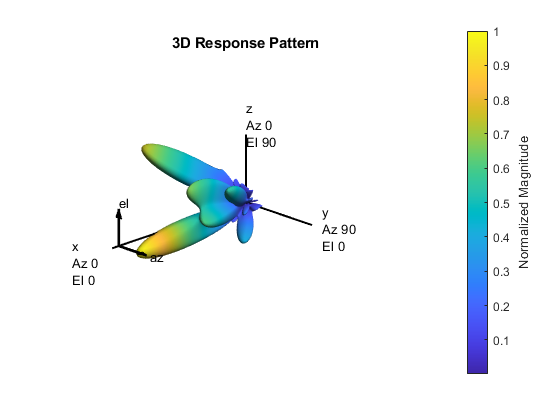 3D Response Pattern
z
Az 0
El 90
y
Az 90
El 0
x
Az 0
El 0
el
az
1
0.9
0.8
0.7
0.6
0.5
0.4
0.3
0.2
0.1
Normalized Magnitude